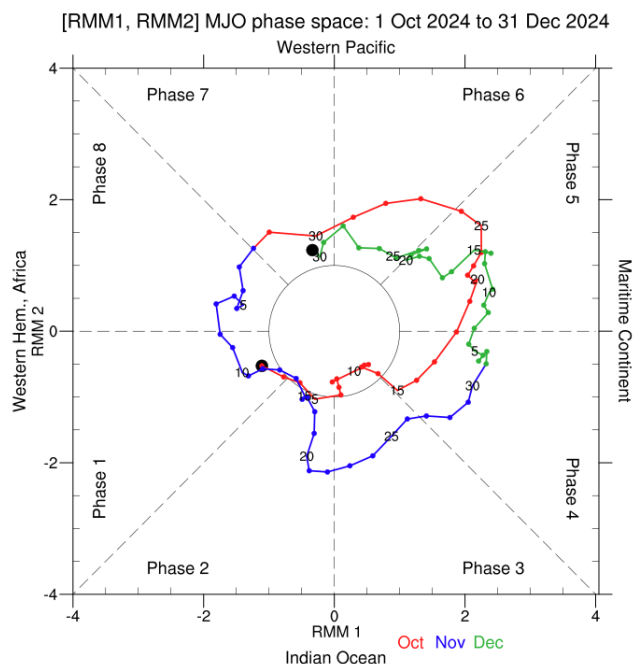 [RMM1, RMM2] MJO phase space: 1 Oct 2024 to 31 Dec 2024
Western Pacific
4
Phase 7
Phase 6
Phase 8
Phase 5
2
25
30
30
15
25
20
20
10
5
Western Hem., Africa
RMM 2
0
Maritime Continent
5
10
10
30
15
15
25
20
-2
Phase 1
Phase 4
Phase 2
Phase 3
-4
-4
-2
0
2
4
RMM 1
Oct Nov Dec
Indian Ocean